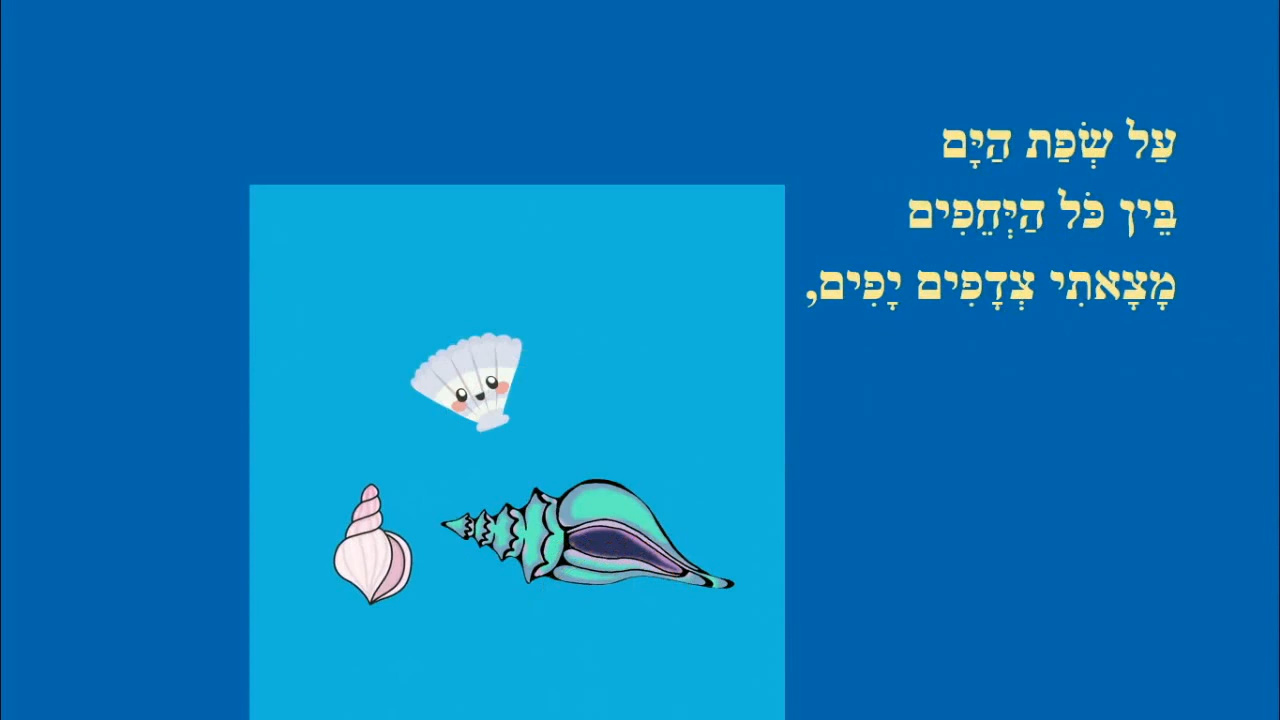 עַל שְׂפַת הַיָּם
בֵּין כֹּל הַיְּחֵפִים
מָצָאתִי צְדָפִים יָפִים,